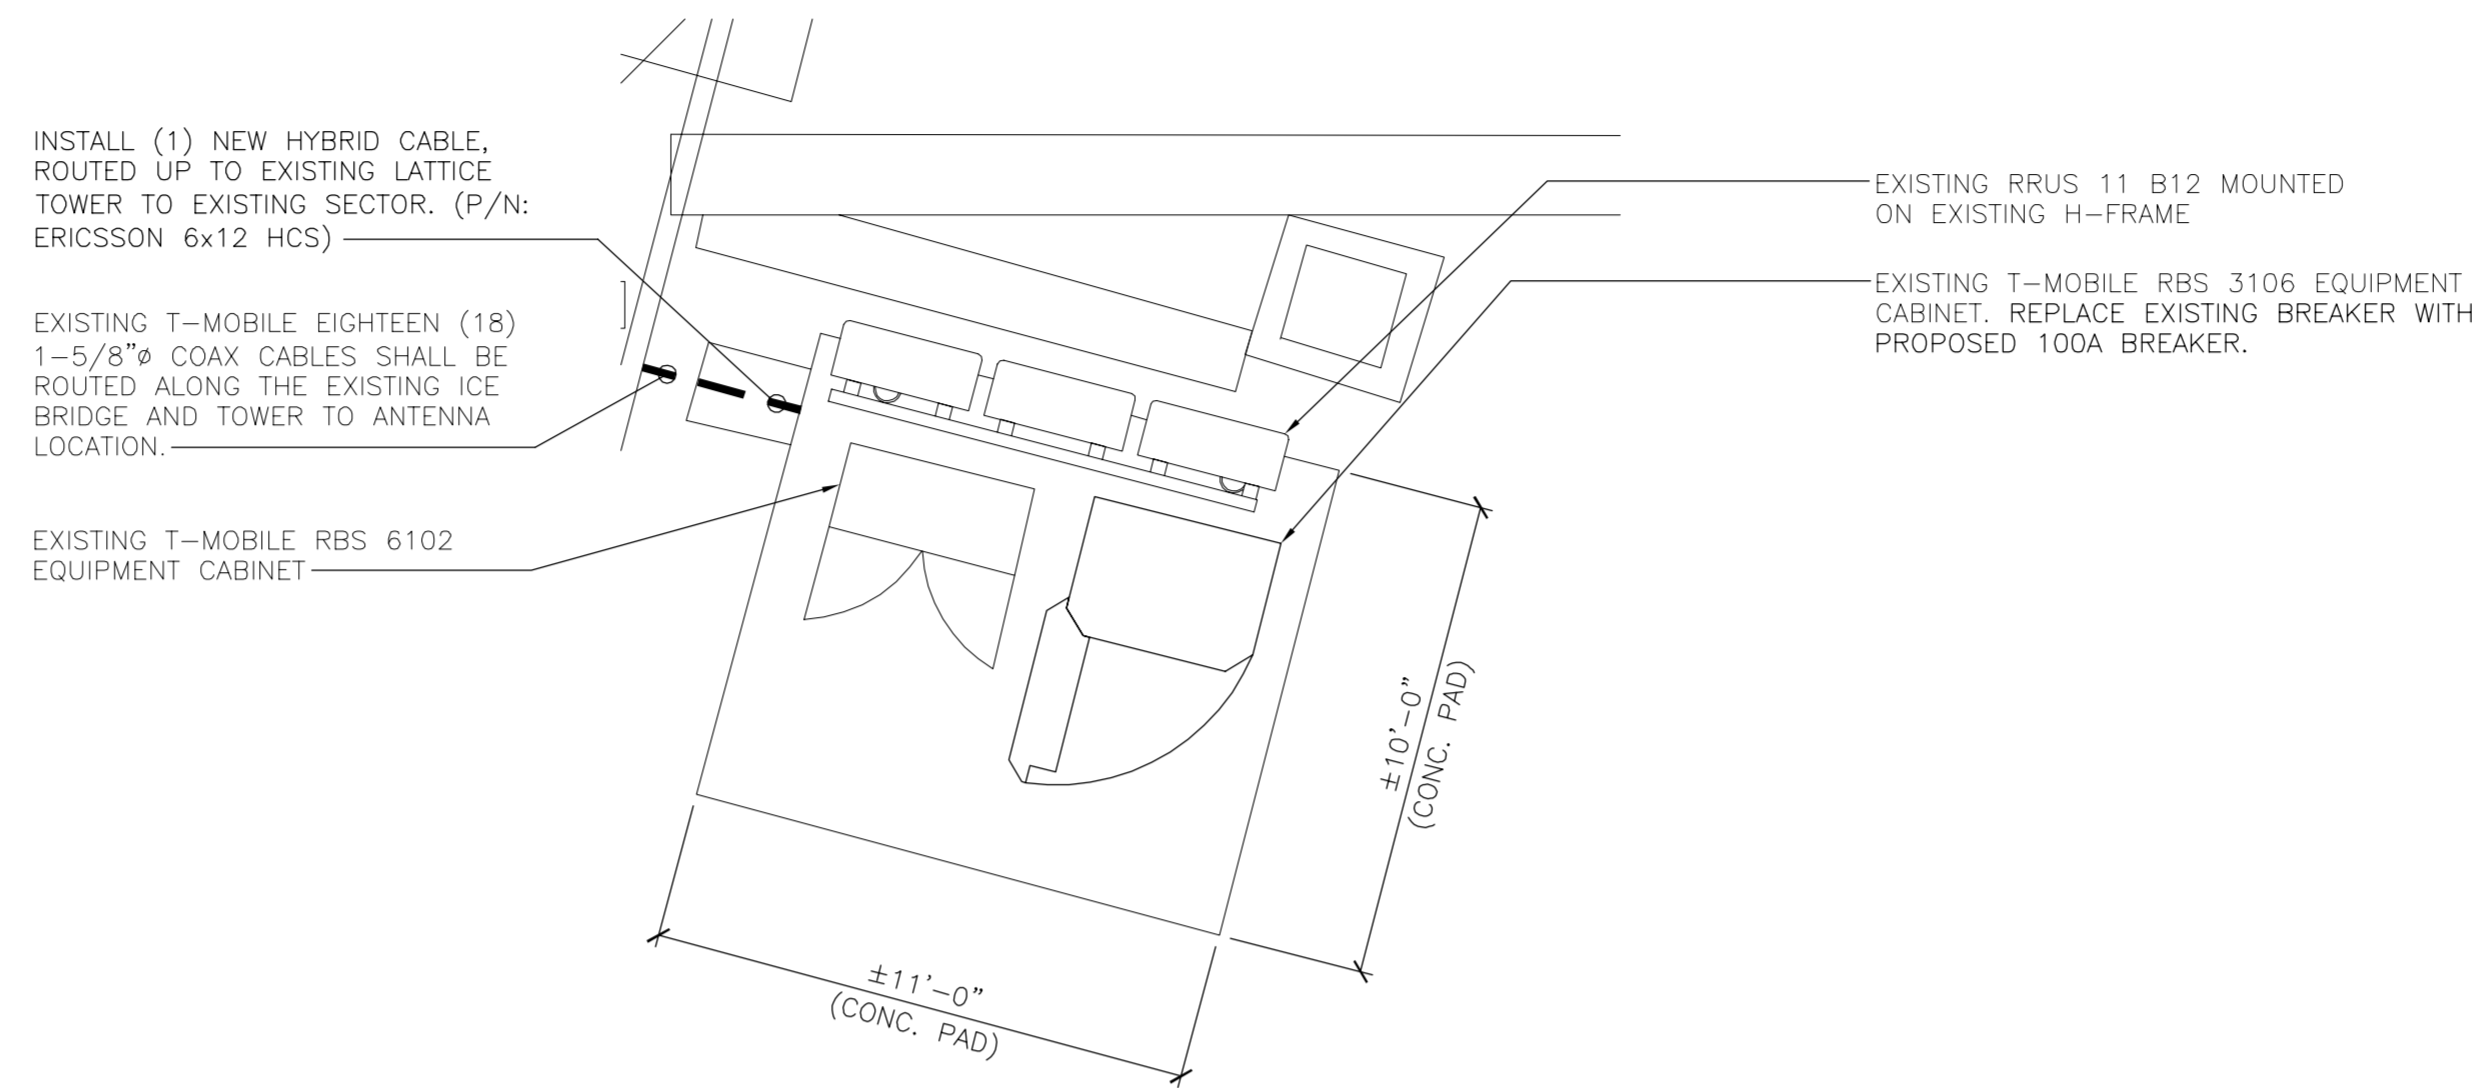 INSTALL (1) NEW HYBRID CABLE,
ROUTED UP TO EXISTING LATTICE
TOWER TO EXISTING SECTOR. (P/N:
ERICSSON 6x12 HCS)
EXISTING T-MOBILE EIGHTEEN (18)
1-5/8"ø COAX CABLES SHALL BE
ROUTED ALONG THE EXISTING ICE
BRIDGE AND TOWER TO ANTENNA
LOCATION.
EXISTING T-MOBILE RBS 6102
EQUIPMENT CABINET
EXISTING RRUS 11 B12 MOUNTED
ON EXISTING H-FRAME
EXISTING T-MOBILE RBS 3106 EQUIPMENT
CABINET. REPLACE EXISTING BREAKER WITH
PROPOSED 100A BREAKER.
±10'-0"
(CONC. PAD)
±11'-0"
(CONC. PAD)